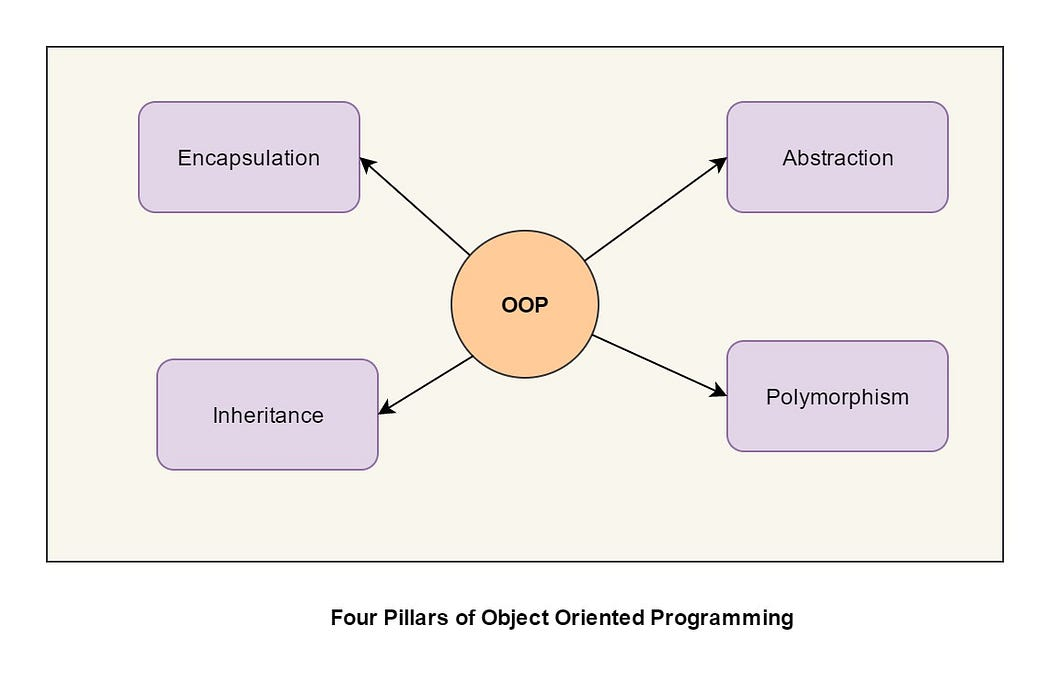 Encapsulation
Abstraction
OOP
Inheritance
Polymorphism
Four Pillars of Object Oriented Programming